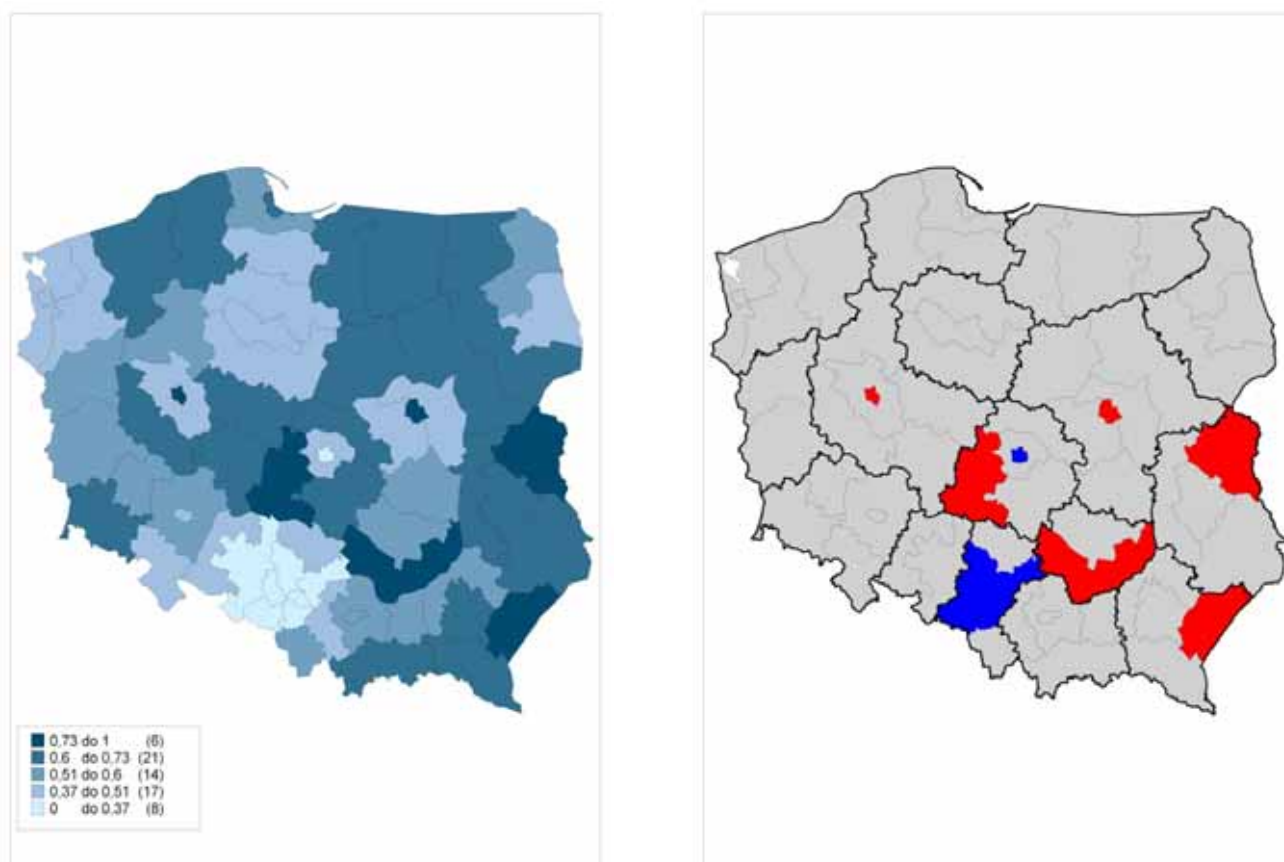 0,73 do 1 (6)
0,6 do 0,73 (21)
0,51 do 0,6 (14)
0,37 do 0,51 (17)
0 do 0,37 (8)